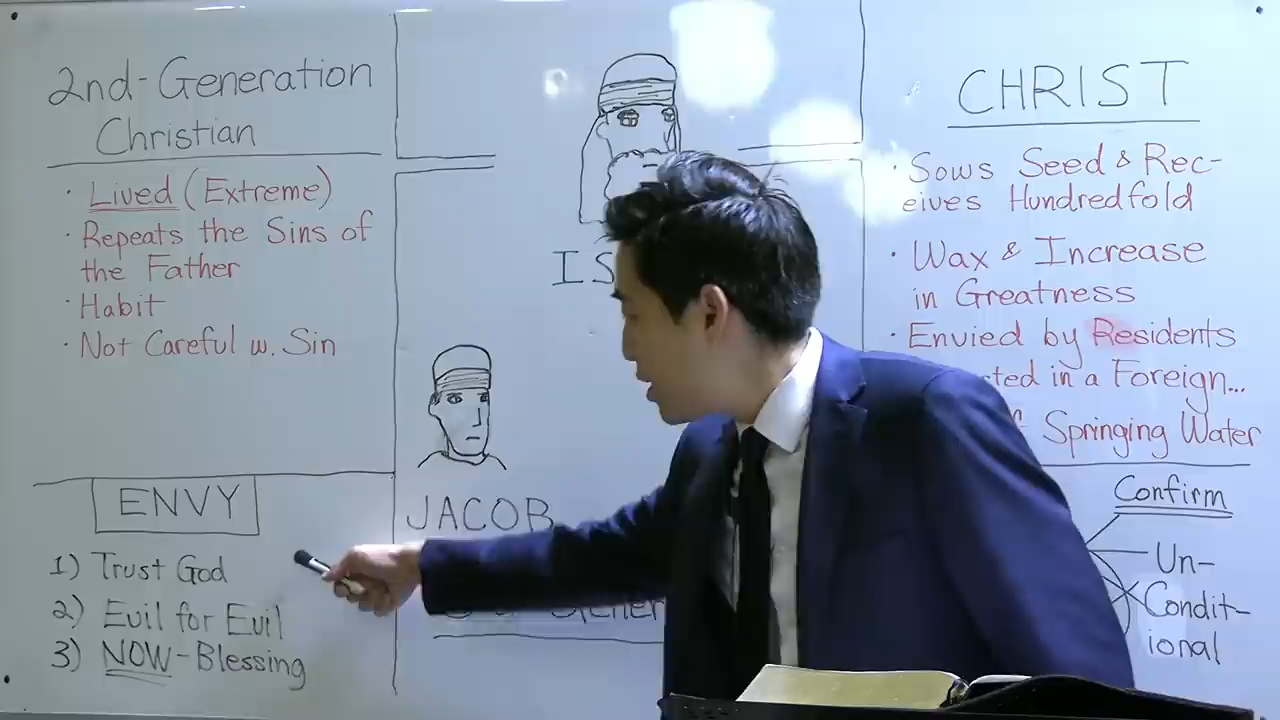 2nd-Generation
Christian
· Lived (Extreme)
· Repeats the Sins of
the Father
· Habit
· Not Careful w. Sin
ENVY
1) Trust God
2) Evil for Evil
3) NOW-Blessing
IS
JACOB
CHRIST
· Sows Seed & Rec-
eives Hundredfold
· Wax & Increase
in Greatness
· Envied by Residents
in a Foreign...
Springing Water
Confirm
Un-
Condit-
ional